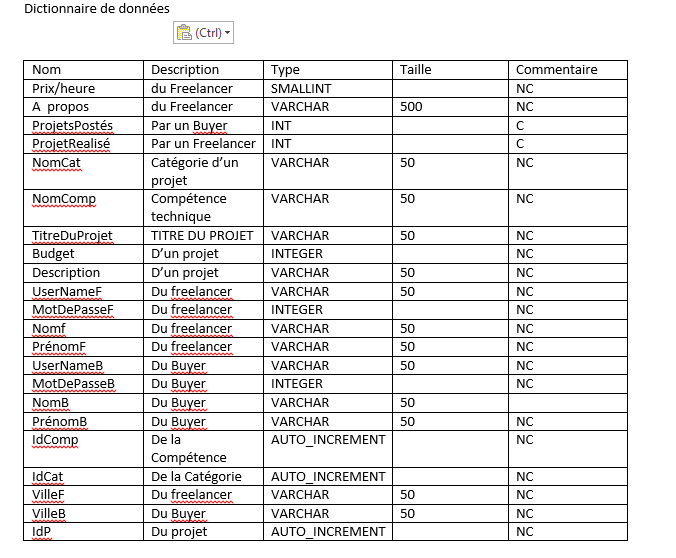 Dictionnaire de données
(Ctrl)
Nom Description Type Taille Commentaire
Prix/heure du Freelancer SMALLINT NC
A propos du Freelancer VARCHAR 500 NC
ProjetsPostés Par un Buyer INT C
ProjetRealisé Par un Freelancer INT C
NomCat Catégorie d’un VARCHAR 50 NC
projet
NomComp Compétence VARCHAR 50 NC
technique
TitreDuProjet TITRE DU PROJET VARCHAR 50 NC
Budget D’un projet INTEGER NC
Description D’un projet VARCHAR 50 NC
UserNameF Du freelancer VARCHAR 50 NC
MotDePasseF Du freelancer INTEGER NC
Nomf Du freelancer VARCHAR 50 NC
PrénomF Du freelancer VARCHAR 50 NC
UserNameB Du Buyer VARCHAR 50 NC
MotDePasseB Du Buyer INTEGER NC
NomB Du Buyer VARCHAR 50
PrénomB Du Buyer VARCHAR 50 NC
IdComp De la AUTO_INCREMENT NC
Compétence
IdCat De la Catégorie AUTO_INCREMENT NC
VilleF Du freelancer VARCHAR 50 NC
VilleB Du Buyer VARCHAR 50 NC
IdP Du projet AUTO_INCREMENT NC